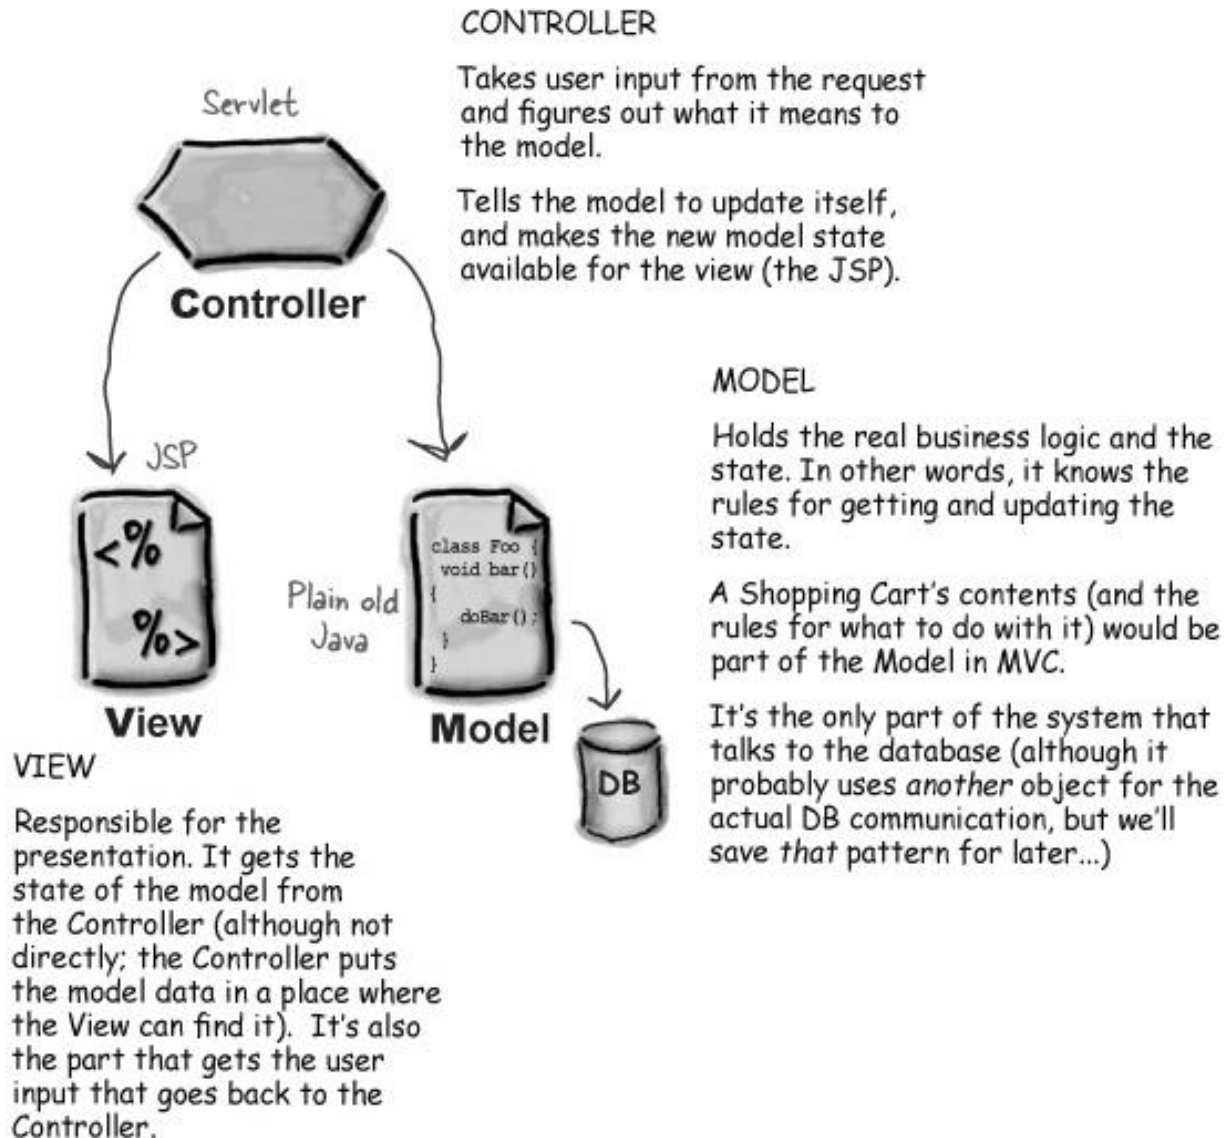 CONTROLLER
Takes user input from the request
and figures out what it means to
the model.
Tells the model to update itself,
and makes the new model state
available for the view (the JSP).
Servlet
Controller
JSP
<%
%>
View
Plain old
Java
class Foo {
void bar()
{
doBar();
}
}
Model
DB
MODEL
Holds the real business logic and the
state. In other words, it knows the
rules for getting and updating the
state.
A Shopping Cart's contents (and the
rules for what to do with it) would be
part of the Model in MVC.
It's the only part of the system that
talks to the database (although it
probably uses another object for the
actual DB communication, but we'll
save that pattern for later...)
VIEW
Responsible for the
presentation. It gets the
state of the model from
the Controller (although not
directly; the Controller puts
the model data in a place where
the View can find it). It's also
the part that gets the user
input that goes back to the
Controller.